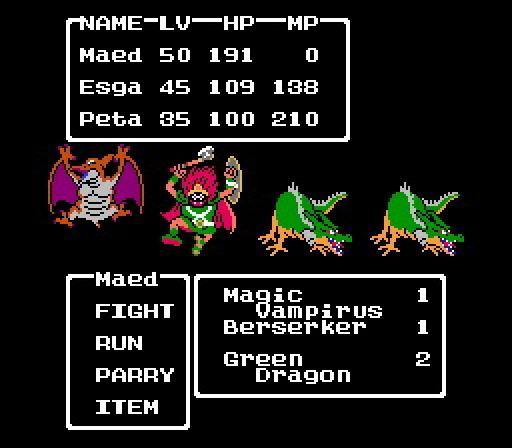 NAME LV HP MP
Maed 50 191 0
Esga 45 109 138
Peta 35 100 210
Maed
FIGHT
RUN
PARRY
ITEM
Magic 1
Vampirus
Berserker 1
Green 2
Dragon